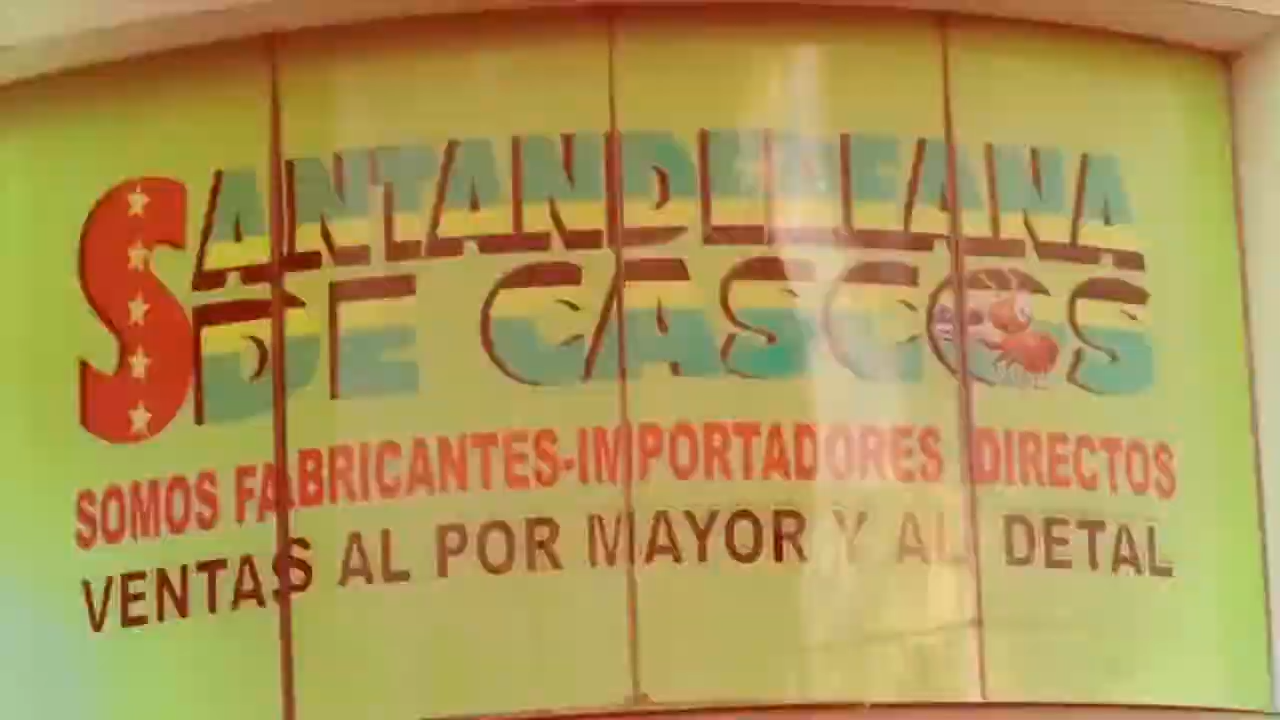 SANTANDEREANA
DE CASCOS
SOMOS FABRICANTES-IMPORTADORES DIRECTOS
VENTAS AL POR MAYOR Y AL DETAL